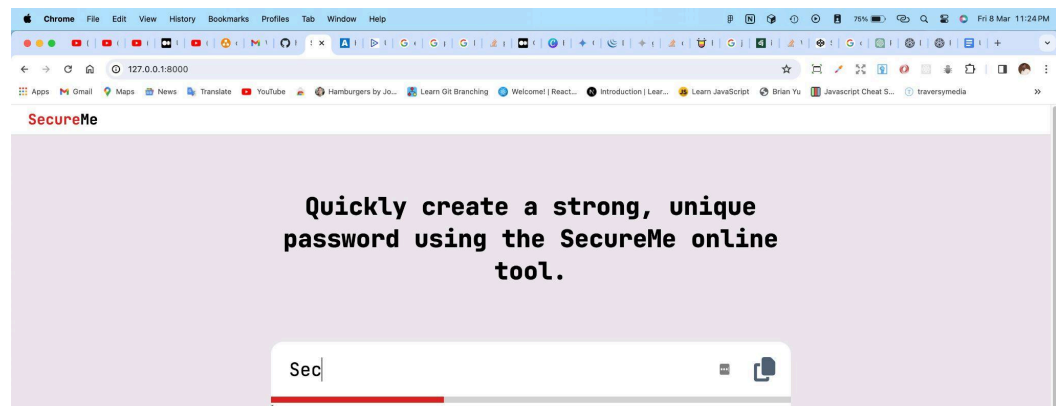 Chrome File Edit View History Bookmarks Profiles Tab Window Help 75% Fri 8 Mar 11:24 PM
127.0.0.1:8000
Apps Gmail Maps News Translate YouTube Hamburgers by Jo... Learn Git Branching Welcome! | React... Introduction | Lear... Learn JavaScript Brian Yu Javascript Cheat S... traversymedia »
SecureMe
Quickly create a strong, unique
password using the SecureMe online
tool.
Sec